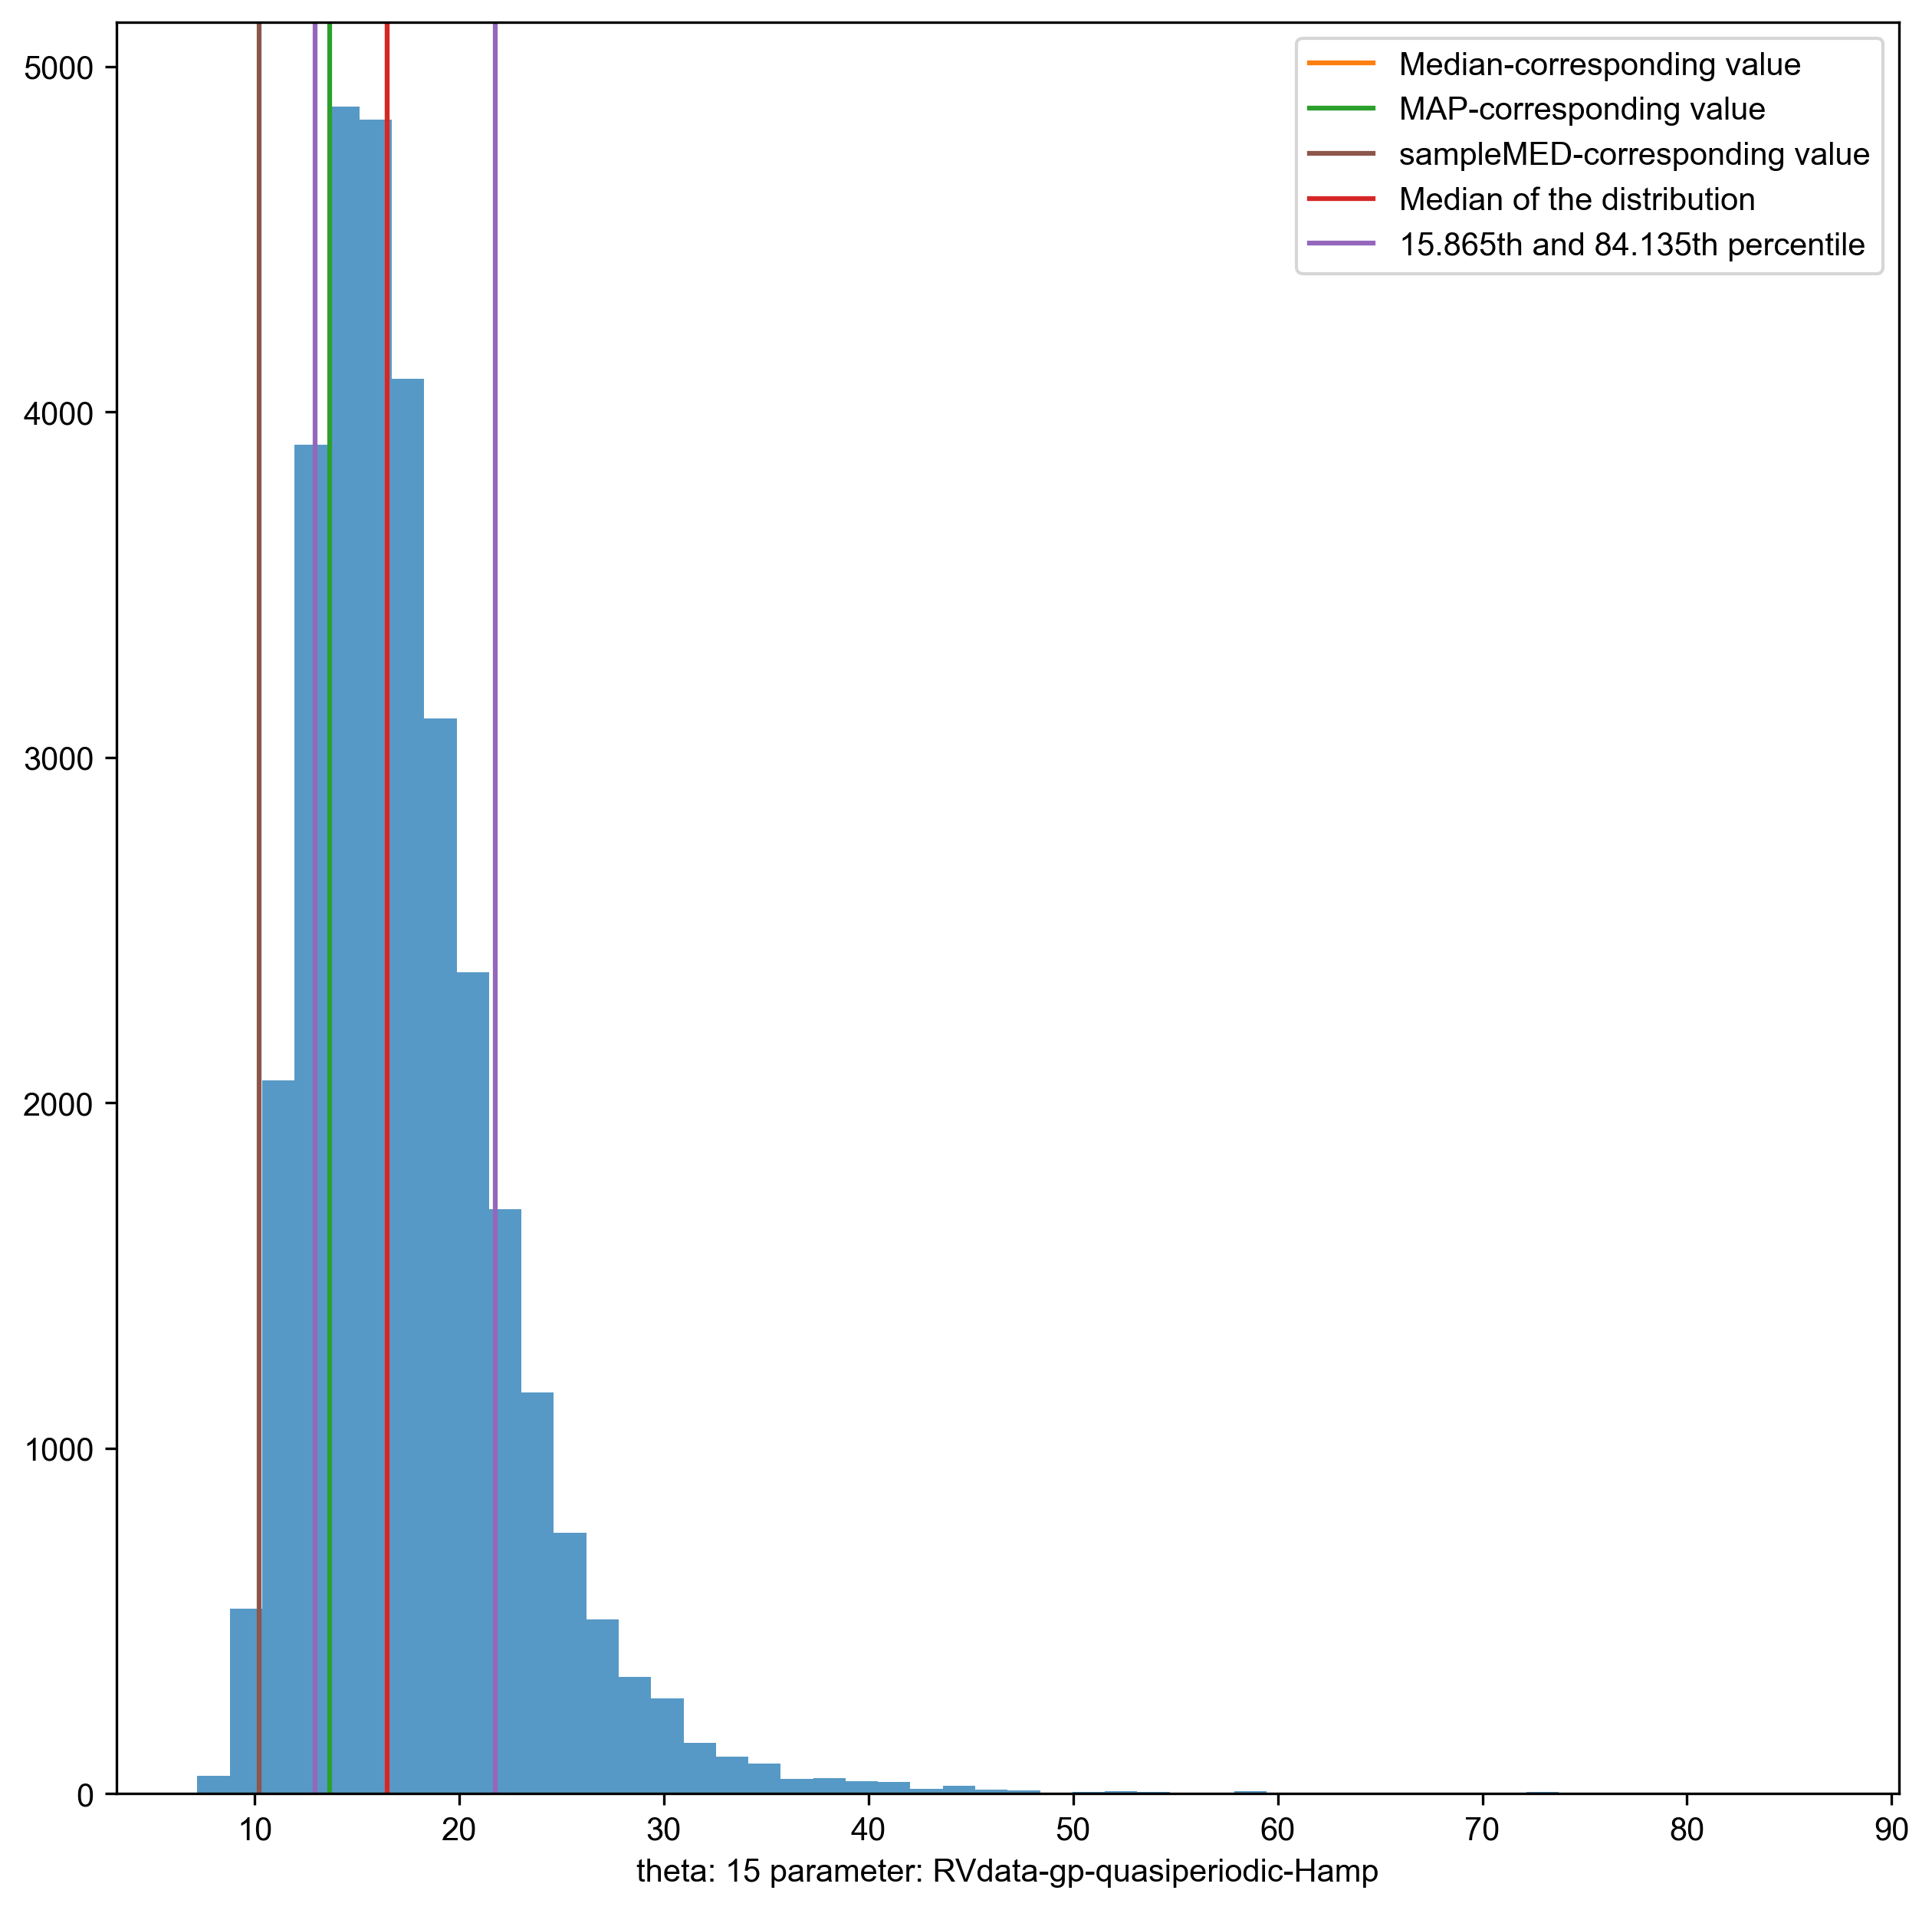 Median-corresponding value
MAP-corresponding value
sampleMED-corresponding value
Median of the distribution
15.865th and 84.135th percentile
5000
4000
3000
2000
1000
0
10 20 30 40 50 60 70 80 90
theta: 15 parameter: RVdata-gp-quasiperiodic-Hamp